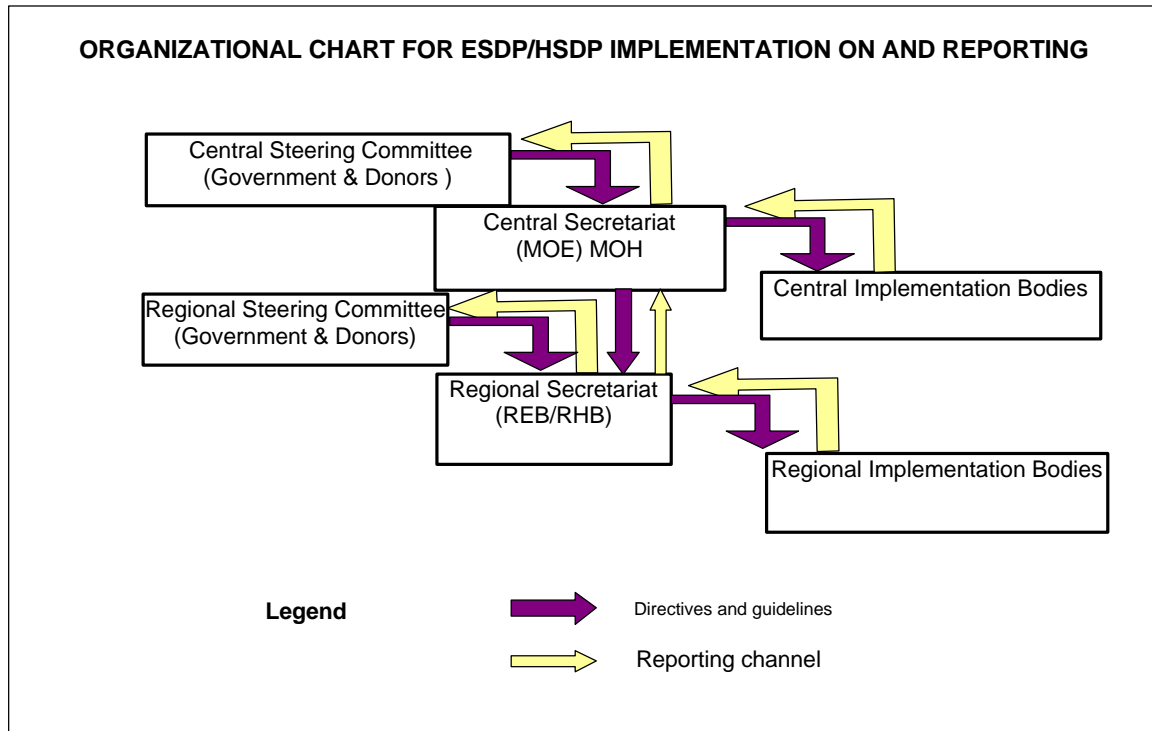 ORGANIZATIONAL CHART FOR ESDP/HSDP IMPLEMENTATION ON AND REPORTING
Central Steering Committee
(Government & Donors )
Central Secretariat
(MOE) MOH
Central Implementation Bodies
Regional Steering Committee
(Government & Donors)
Regional Secretariat
(REB/RHB)
Regional Implementation Bodies
Legend
Directives and guidelines
Reporting channel